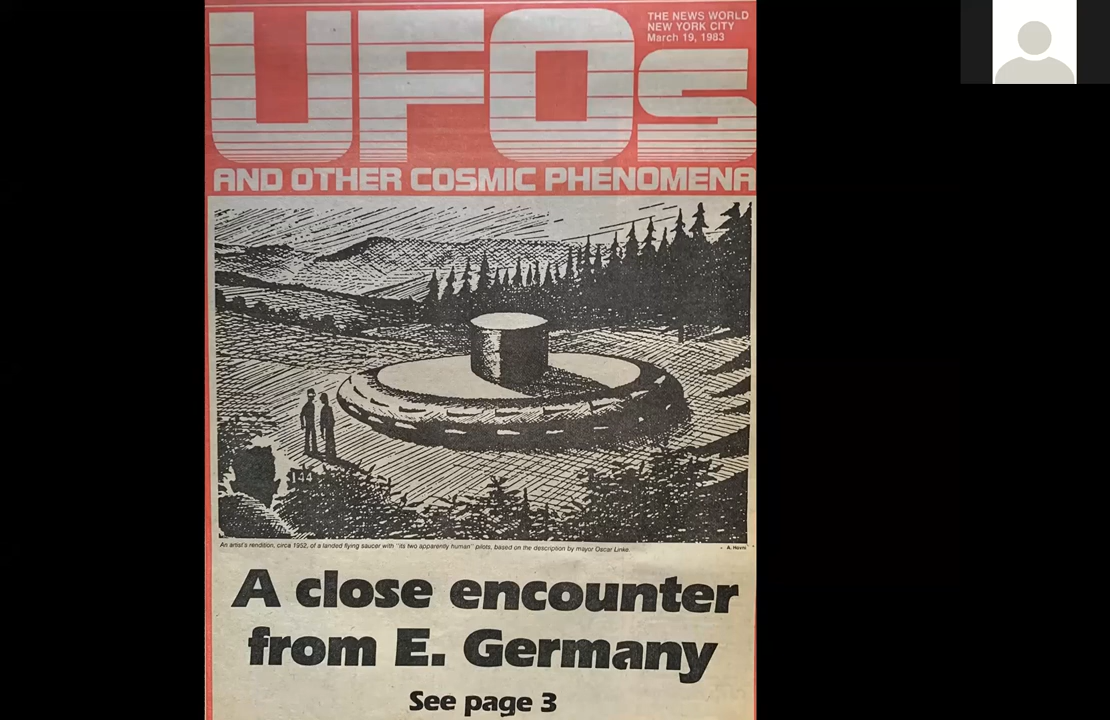 THE NEWS WORLD
NEW YORK CITY
March 19, 1983
UFOs
AND OTHER COSMIC PHENOMENA
144
An artist's rendition, circa 1952, of a landed flying saucer with "its two apparently human" pilots, based on the description by mayor Oscar Linke.
A close encounter
from E. Germany
See page 3